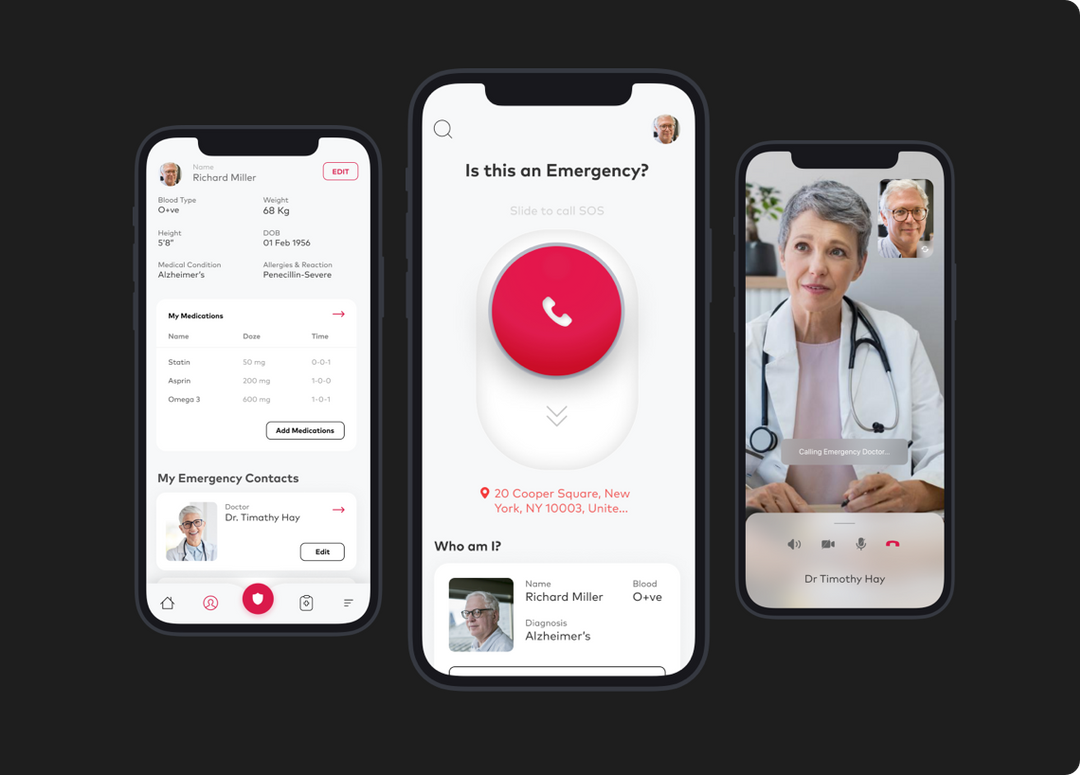 Name
Richard Miller
EDIT
Blood Type
O+ve
Weight
68 Kg
Height
5'8"
DOB
01 Feb 1956
Medical Condition
Alzheimer's
Allergies & Reaction
Penecillin-Severe
My Medications
Name Doze Time
Statin 50 mg 0-0-1
Asprin 200 mg 1-0-0
Omega 3 600 mg 1-0-1
Add Medications
My Emergency Contacts
Doctor
Dr. Timathy Hay
Edit
Is this an Emergency?
Slide to call SOS
20 Cooper Square, New
York, NY 10003, Unite...
Who am I?
Name
Richard Miller
Blood
O+ve
Diagnosis
Alzheimer's
Calling Emergency Doctor...
Dr Timothy Hay